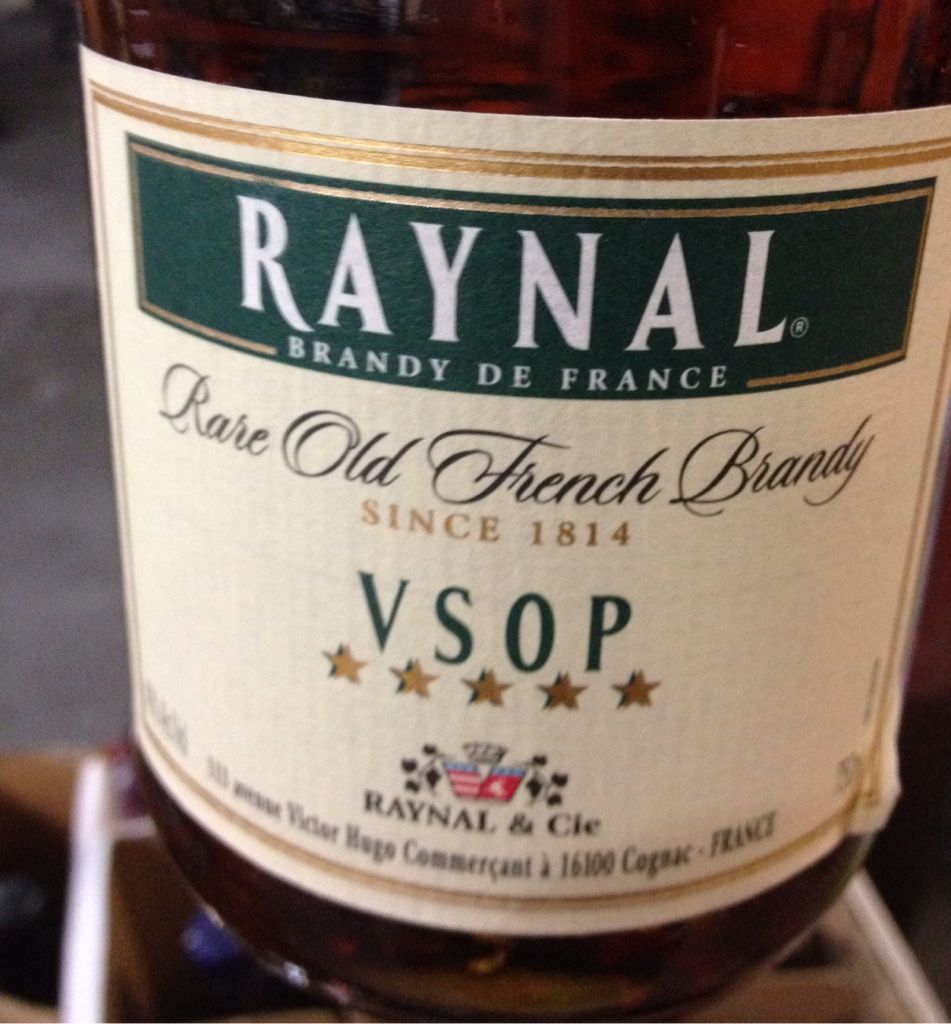 RAYNAL®
BRANDY DE FRANCE
Rare Old French Brandy
SINCE 1814
VSOP
RAYNAL & Cie
avenue Victor Hugo Commerçant à 16100 Cognac - FRANCE